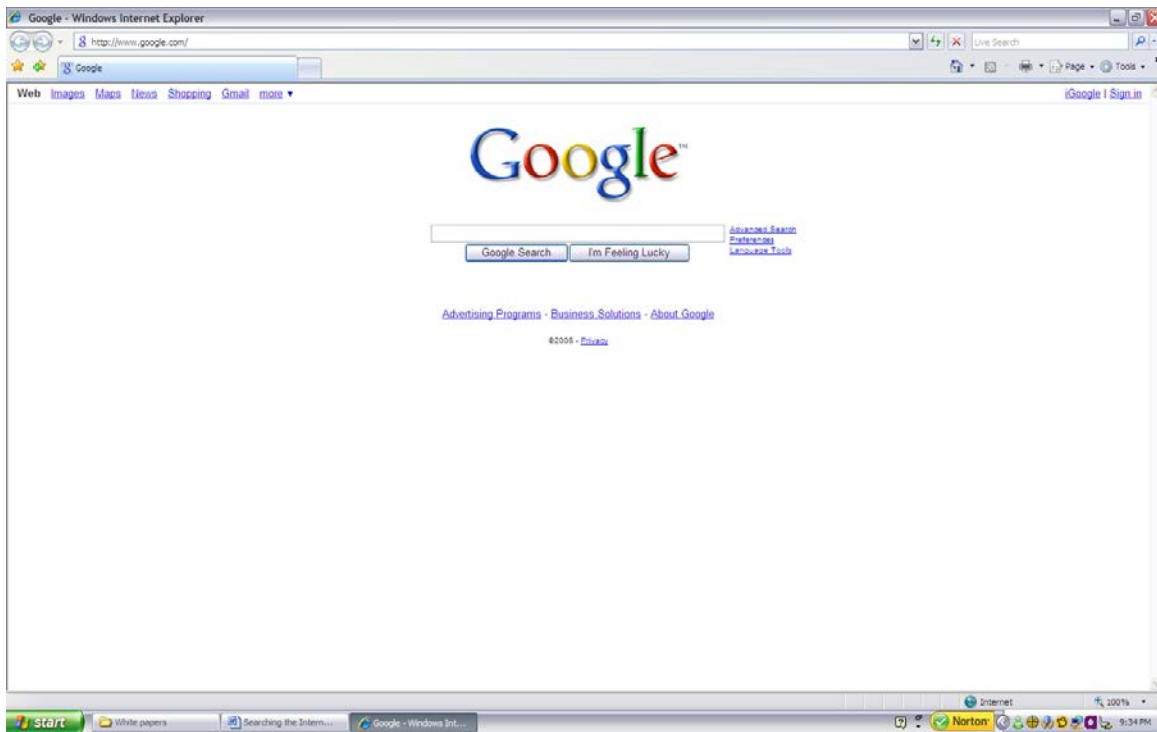 Google - Windows Internet Explorer
http://www.google.com/
Live Search
Google
Page
Tools
Web Images Maps News Shopping Gmail more
iGoogle | Sign in
Google™
Advanced Search
Preferences
Language Tools
Google Search I'm Feeling Lucky
Advertising Programs - Business Solutions - About Google
Privacy
Internet 100%
start White papers Searching the Intern... Google - Windows Int... Norton 9:34 PM